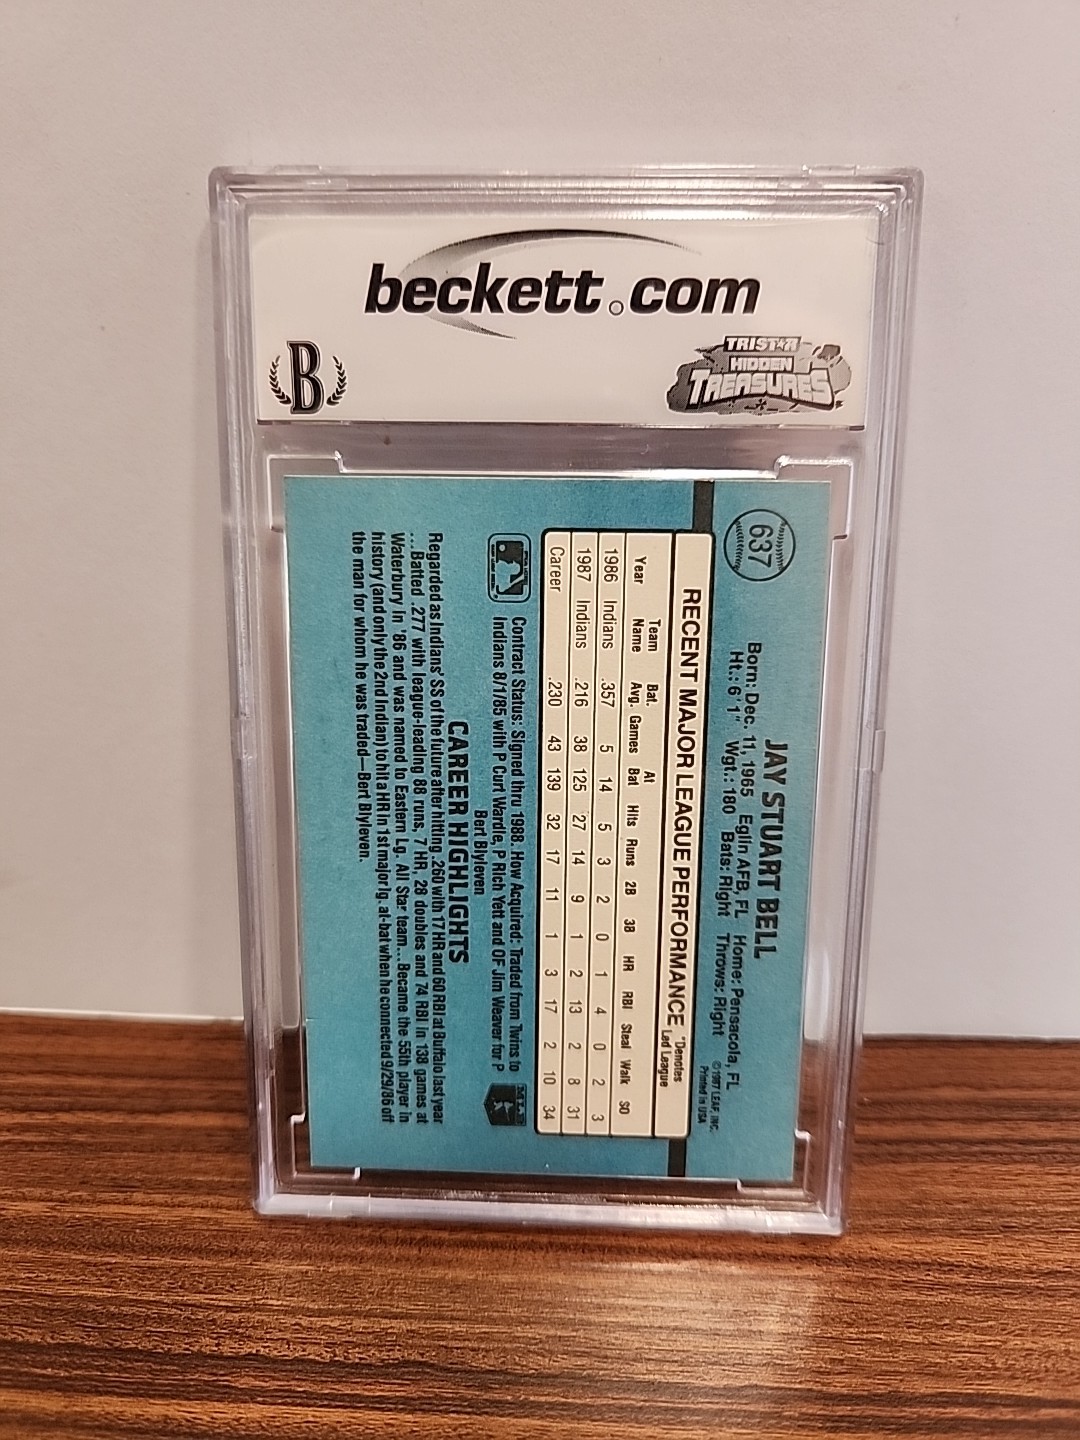 beckett.com
B
TRISTAR
HIDDEN
TREASURES
637
JAY STUART BELL
Born: Dec. 11, 1965 Eglin AFB, FL Home: Pensacola, FL
Ht.: 6'1" Wgt.: 180 Bats: Right Throws: Right
©1987 LEAF, INC.
Printed in USA
RECENT MAJOR LEAGUE PERFORMANCE *Denotes
Led League
Team Bat. At
Year Name Avg. Games Bat Hits Runs 2B 3B HR RBI Steal Walk SO
1986 Indians .357 5 14 5 3 2 0 1 4 0 2 3
1987 Indians .216 38 125 27 14 9 1 2 13 2 8 31
Career .230 43 139 32 17 11 1 3 17 2 10 34
Contract Status: Signed thru 1988. How Acquired: Traded from Twins to
Indians 8/1/85 with P Curt Wardle, P Rich Yett and OF Jim Weaver for P
Bert Blyleven
CAREER HIGHLIGHTS
Regarded as Indians' SS of the future after hitting .260 with 17 HR and 60 RBI at Buffalo last year
...Batted .277 with league-leading 88 runs, 7 HR, 28 doubles and 74 RBI in 138 games at
Waterbury in '86 and was named to Eastern Lg. All Star team...Became the 55th player in
history (and only the 2nd Indian) to hit a HR in 1st major lg. at-bat when he connected 9/29/86 off
the man for whom he was traded—Bert Blyleven.